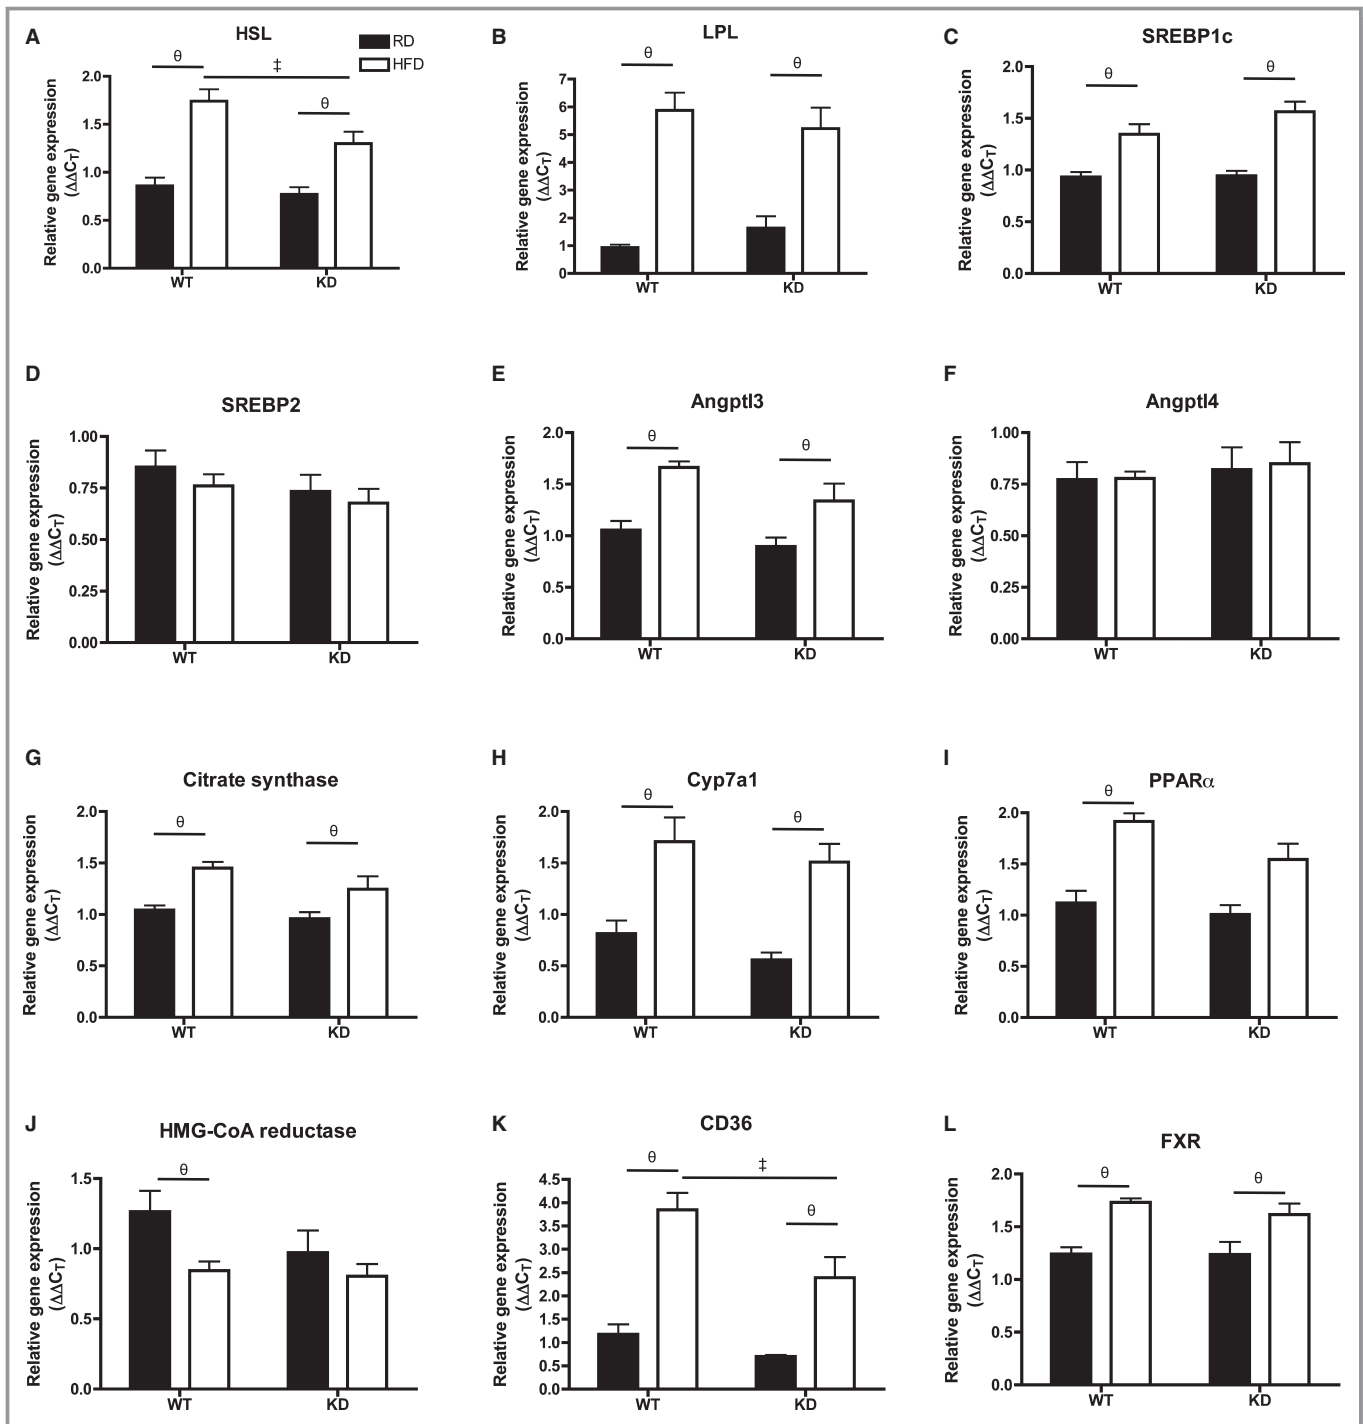 A
HSL
RD
HFD
θ
‡
θ
Relative gene expression
(ΔΔCT)
2.0
1.5
1.0
0.5
0.0
WT
KD
B
LPL
θ
θ
Relative gene expression
(ΔΔCT)
7
6
5
4
3
2
1
0
WT
KD
C
SREBP1c
θ
θ
Relative gene expression
(ΔΔCT)
2.0
1.5
1.0
0.5
0.0
WT
KD
D
SREBP2
Relative gene expression
(ΔΔCT)
1.00
0.75
0.50
0.25
0.00
WT
KD
E
Angptl3
θ
θ
Relative gene expression
(ΔΔCT)
2.0
1.5
1.0
0.5
0.0
WT
KD
F
Angptl4
Relative gene expression
(ΔΔCT)
1.00
0.75
0.50
0.25
0.00
WT
KD
G
Citrate synthase
θ
θ
Relative gene expression
(ΔΔCT)
2.0
1.5
1.0
0.5
0.0
WT
KD
H
Cyp7a1
θ
θ
Relative gene expression
(ΔΔCT)
2.0
1.5
1.0
0.5
0.0
WT
KD
I
PPARα
θ
Relative gene expression
(ΔΔCT)
2.0
1.5
1.0
0.5
0.0
WT
KD
J
HMG-CoA reductase
θ
Relative gene expression
(ΔΔCT)
1.5
1.0
0.5
0.0
WT
KD
K
CD36
θ
‡
θ
Relative gene expression
(ΔΔCT)
4.5
4.0
3.5
3.0
2.5
2.0
1.5
1.0
0.5
0.0
WT
KD
L
FXR
θ
θ
Relative gene expression
(ΔΔCT)
2.0
1.5
1.0
0.5
0.0
WT
KD